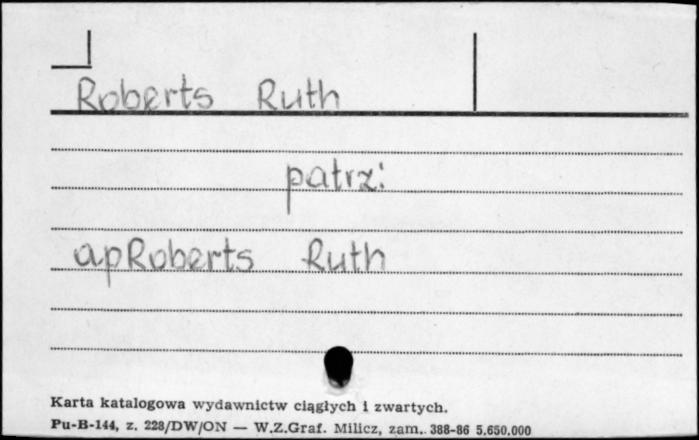 Roberts Ruth
patrz:
apRoberts Ruth
Karta katalogowa wydawnictw ciągłych i zwartych.
Pu-B-144, z. 228/DW/ON — W.Z.Graf. Milicz, zam. 388-86 5.650.000